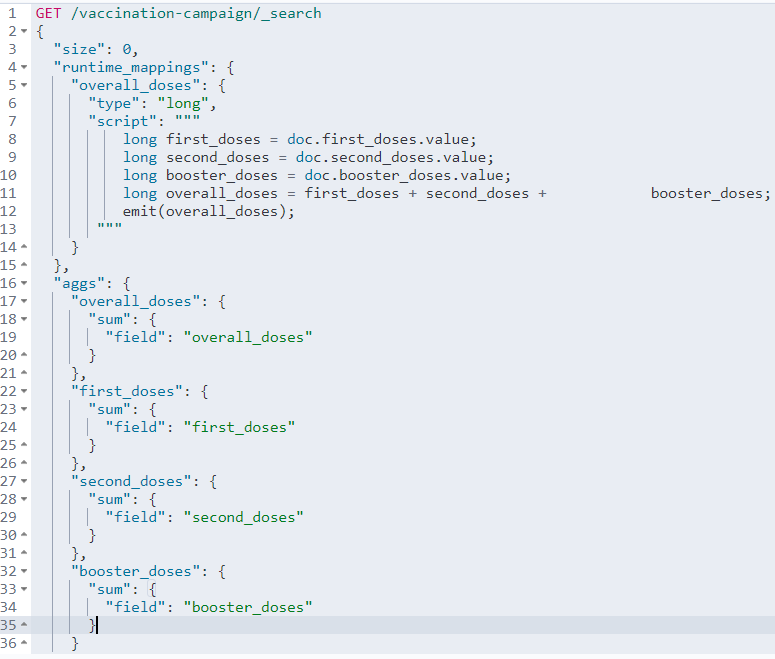 1 GET /vaccination-campaign/_search
2 {
3   "size": 0,
4   "runtime_mappings": {
5     "overall_doses": {
6       "type": "long",
7       "script": """
8           long first_doses = doc.first_doses.value;
9           long second_doses = doc.second_doses.value;
10           long booster_doses = doc.booster_doses.value;
11           long overall_doses = first_doses + second_doses +            booster_doses;
12           emit(overall_doses);
13        """
14     }
15   },
16   "aggs": {
17     "overall_doses": {
18       "sum": {
19         "field": "overall_doses"
20       }
21     },
22     "first_doses": {
23       "sum": {
24         "field": "first_doses"
25       }
26     },
27     "second_doses": {
28       "sum": {
29         "field": "second_doses"
30       }
31     },
32     "booster_doses": {
33       "sum": {
34         "field": "booster_doses"
35       }
36     }